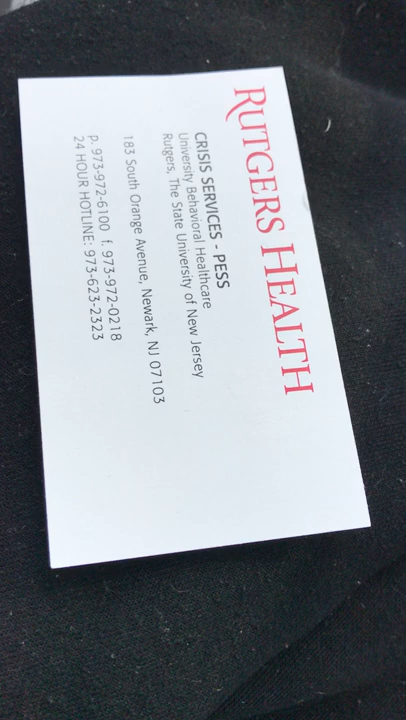 RUTGERS HEALTH
CRISIS SERVICES - PESS
University Behavioral Healthcare
Rutgers, The State University of New Jersey
183 South Orange Avenue, Newark, NJ 07103
p. 973-972-6100 f. 973-972-0218
24 HOUR HOTLINE: 973-623-2323